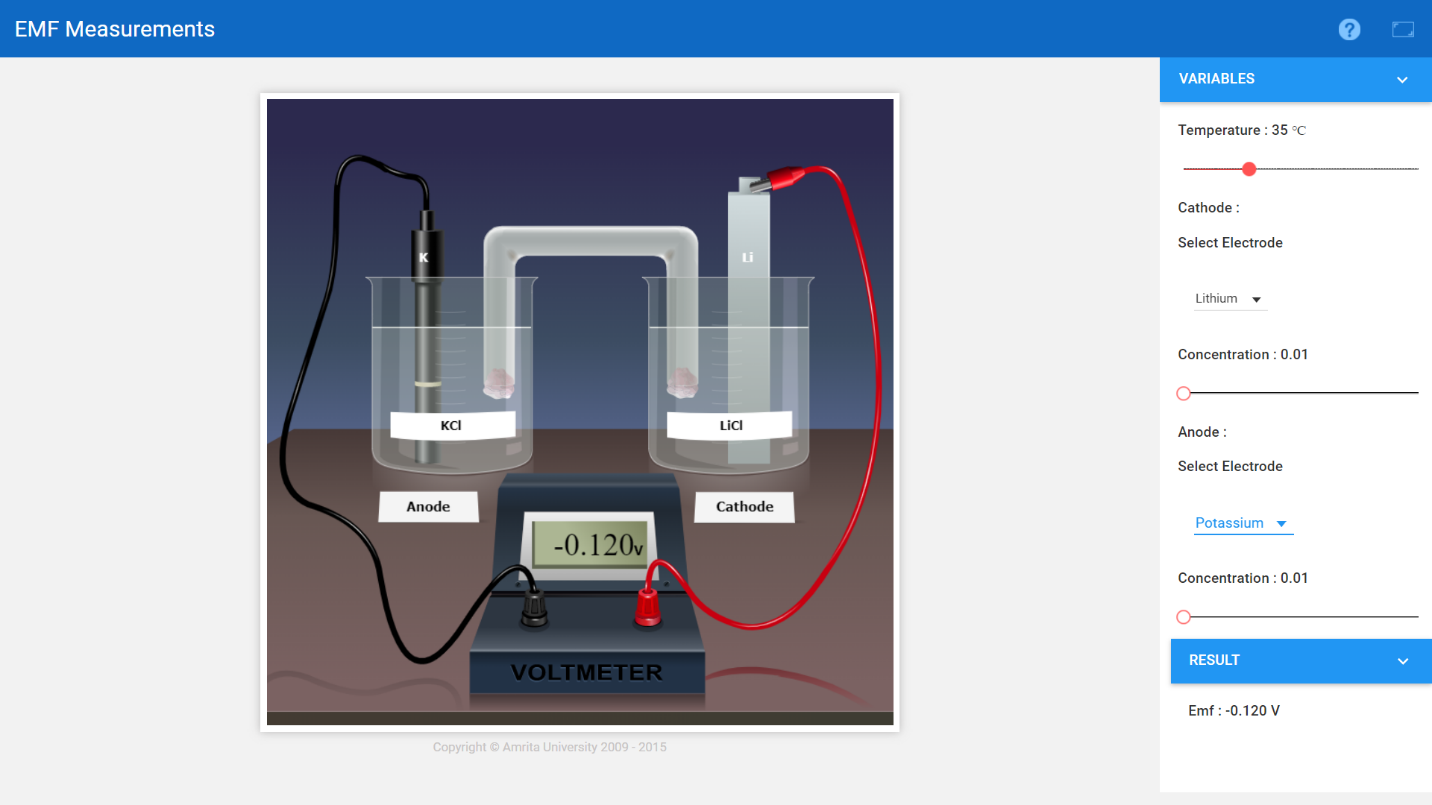 EMF Measurements
?
VARIABLES
Temperature : 35 °C
Cathode :
Select Electrode
Lithium
Concentration : 0.01
Anode :
Select Electrode
Potassium
Concentration : 0.01
RESULT
Emf : -0.120 V
K
Li
KCl
LiCl
Anode
Cathode
-0.120v
VOLTMETER
Copyright © Amrita University 2009 - 2015